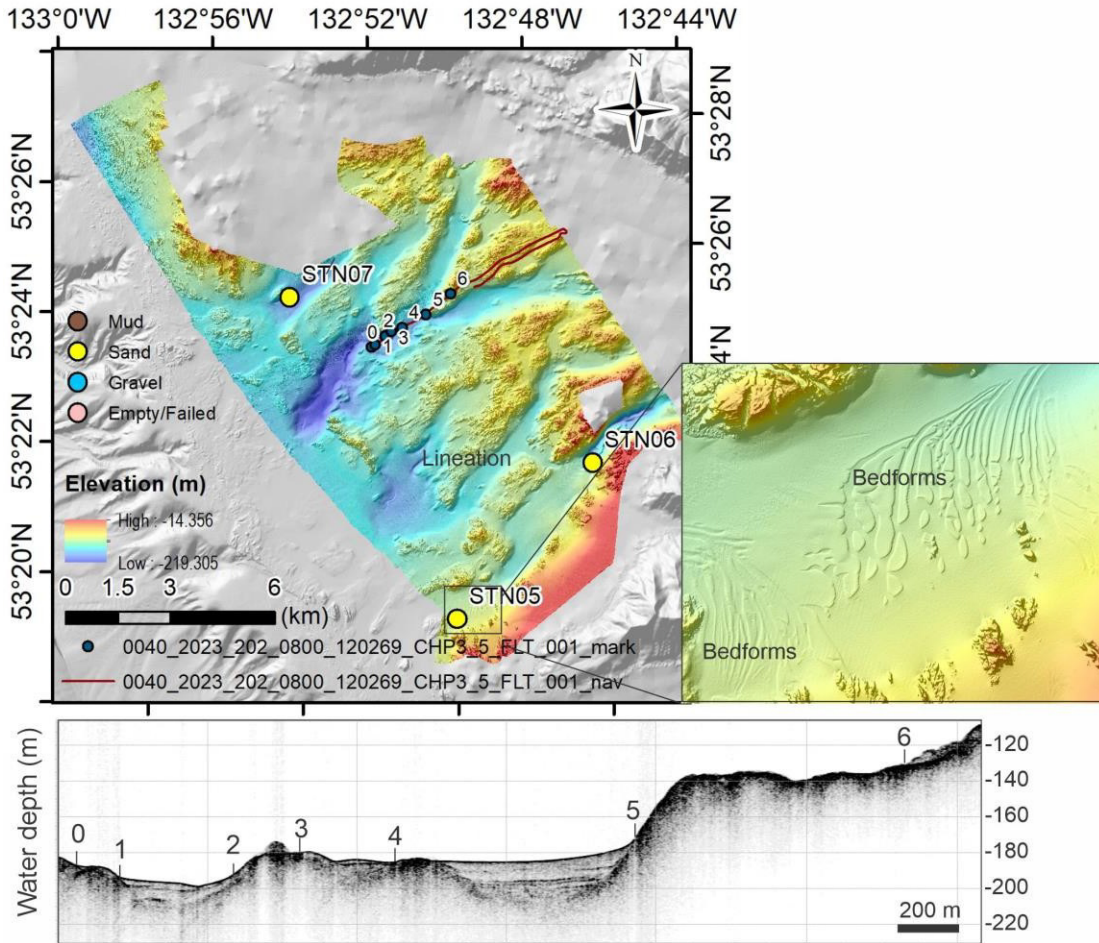 133°0'W 132°56'W 132°52'W 132°48'W 132°44'W
N
53°28'N
53°26'N
53°26'N
STN07
6
53°24'N
5
4
2
0
3
1
4'N
Mud
Sand
Gravel
Empty/Failed
53°22'N
STN06
Lineation
Elevation (m)
High : -14.356
Low : -219.305
53°20'N
0 1.5 3 6
(km)
STN05
0040_2023_202_0800_120269_CHP3_5_FLT_001_mark
0040_2023_202_0800_120269_CHP3_5_FLT_001_nav
Bedforms
Bedforms
Water depth (m)
0 1 2 3 4 5 6
-120
-140
-160
-180
-200
-220
200 m